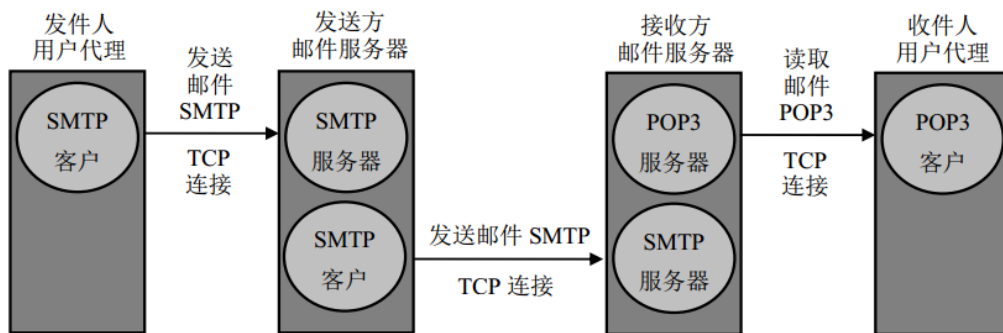 发件人
用户代理
发送方
邮件服务器
接收方
邮件服务器
收件人
用户代理
发送
邮件
SMTP
TCP
连接
读取
邮件
POP3
TCP
连接
SMTP
客户
SMTP
服务器
POP3
服务器
POP3
客户
SMTP
客户
发送邮件 SMTP
TCP 连接
SMTP
服务器